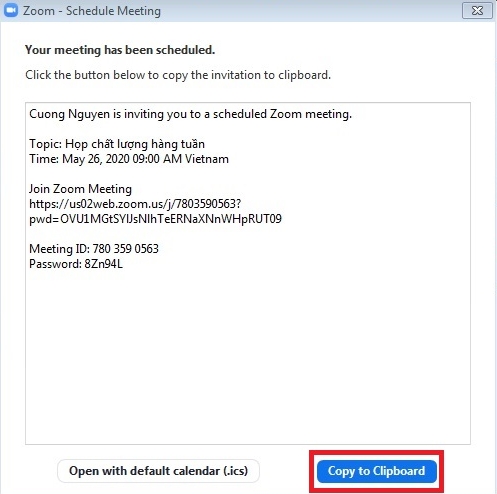 Zoom - Schedule Meeting
Your meeting has been scheduled.
Click the button below to copy the invitation to clipboard.
Cuong Nguyen is inviting you to a scheduled Zoom meeting.
Topic: Họp chất lượng hàng tuần
Time: May 26, 2020 09:00 AM Vietnam
Join Zoom Meeting
https://us02web.zoom.us/j/7803590563?
pwd=OVU1MGtSYlJsNlhTeERNaXNnWHpRUT09
Meeting ID: 780 359 0563
Password: 8Zn94L
Open with default calendar (.ics)
Copy to Clipboard